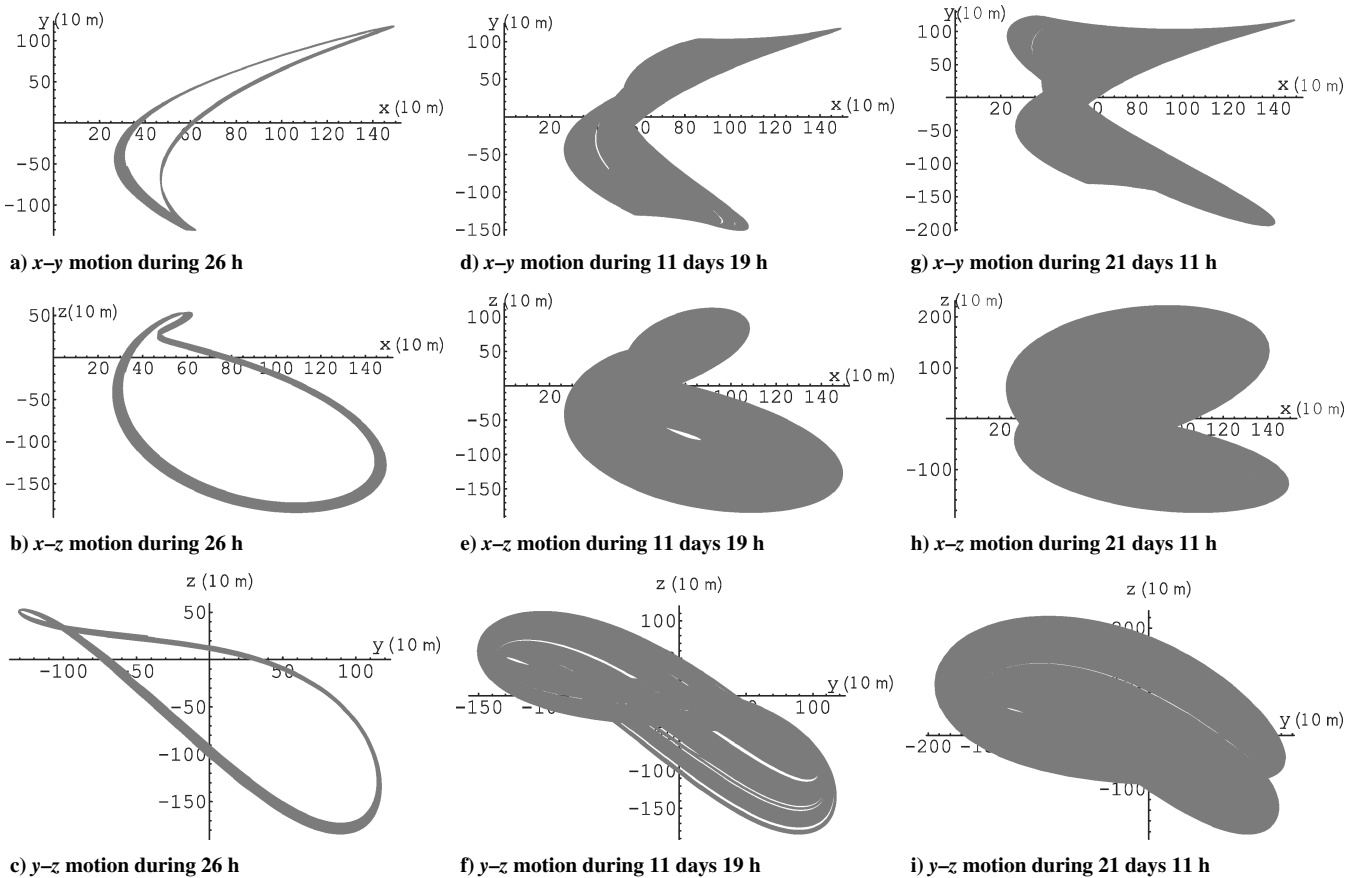 y (10 m)
100
50
x (10 m)
20 40 60 80 100 120 140
-50
-100
a) x–y motion during 26 h
y (10 m)
100
50
x (10 m)
20 80 100 120 140
-50
-100
-150
d) x–y motion during 11 days 19 h
y (10 m)
100
50
x (10 m)
20 80 100 120 140
-50
-100
-150
-200
g) x–y motion during 21 days 11 h
50 z (10 m)
x (10 m)
20 40 60 80 100 120 140
-50
-100
-150
b) x–z motion during 26 h
z (10 m)
100
50
x (10 m)
20 100 120 140
-50
-100
-150
e) x–z motion during 11 days 19 h
z (10 m)
200
100
x (10 m)
20 120 140
-100
h) x–z motion during 21 days 11 h
z (10 m)
50
y (10 m)
-100 -50 50 100
-50
-100
-150
c) y–z motion during 26 h
z (10 m)
100
y (10 m)
-150 100
-100
-150
f) y–z motion during 11 days 19 h
z (10 m)
y (10 m)
-200
-100
i) y–z motion during 21 days 11 h